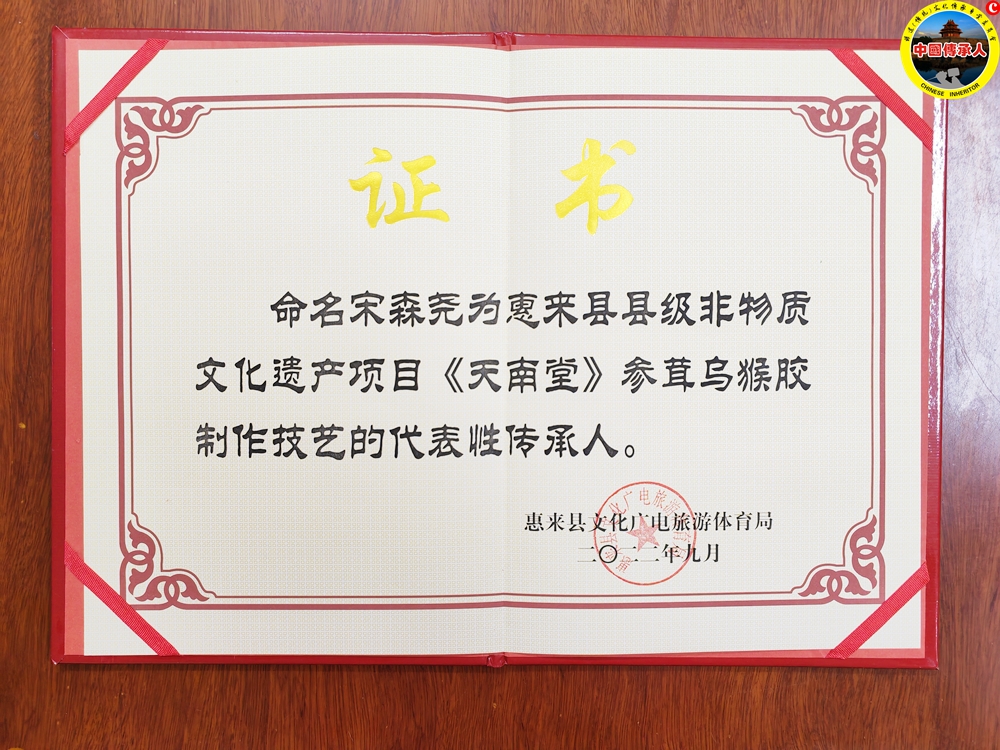 证书
命名宋森尧为惠来县县级非物质
文化遗产项目《天南堂》参茸乌猴胶
制作技艺的代表性传承人。
惠来县文化广电旅游体育局
二〇二二年九月
中國傳承人
CHINESE INHERITOR
C